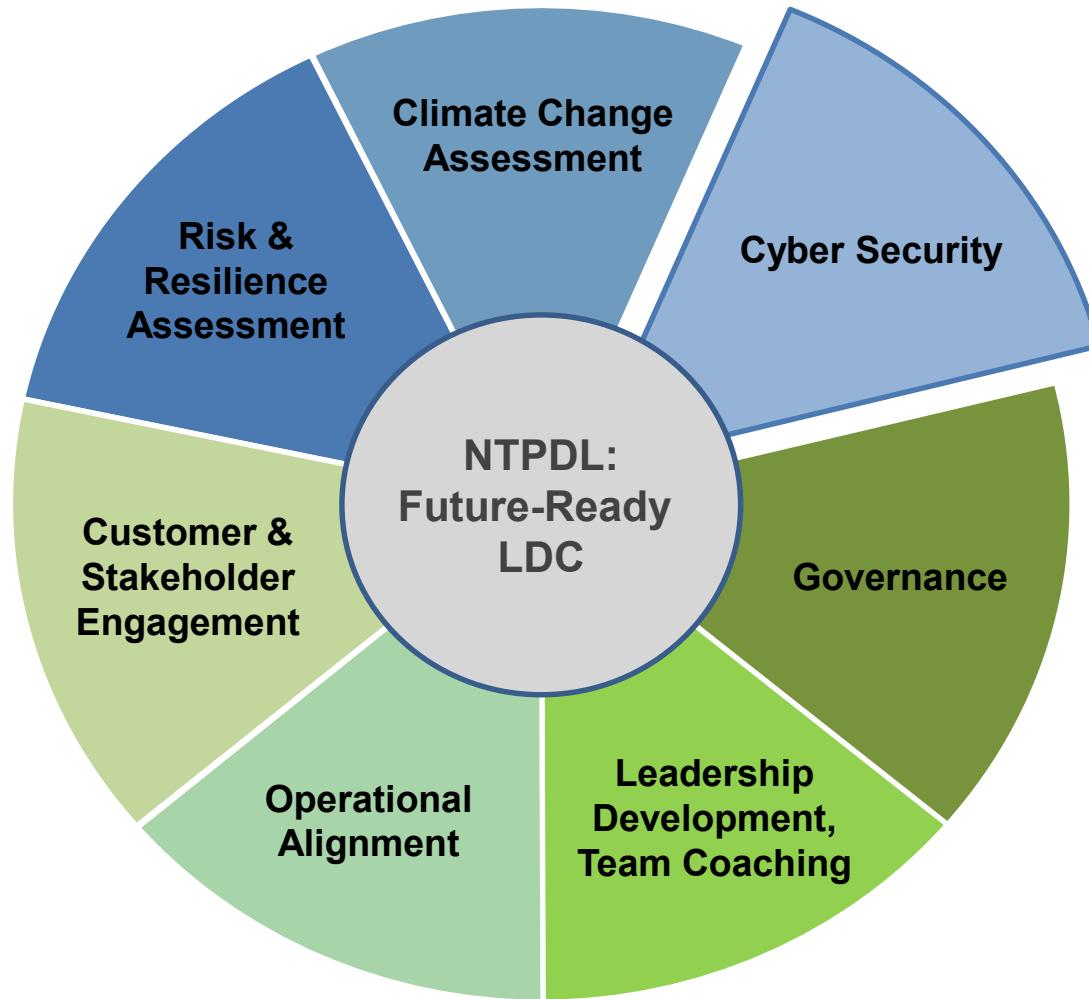 Climate Change
Assessment
Cyber Security
Governance
Leadership
Development,
Team Coaching
Operational
Alignment
Customer &
Stakeholder
Engagement
Risk &
Resilience
Assessment
NTPDL:
Future-Ready
LDC